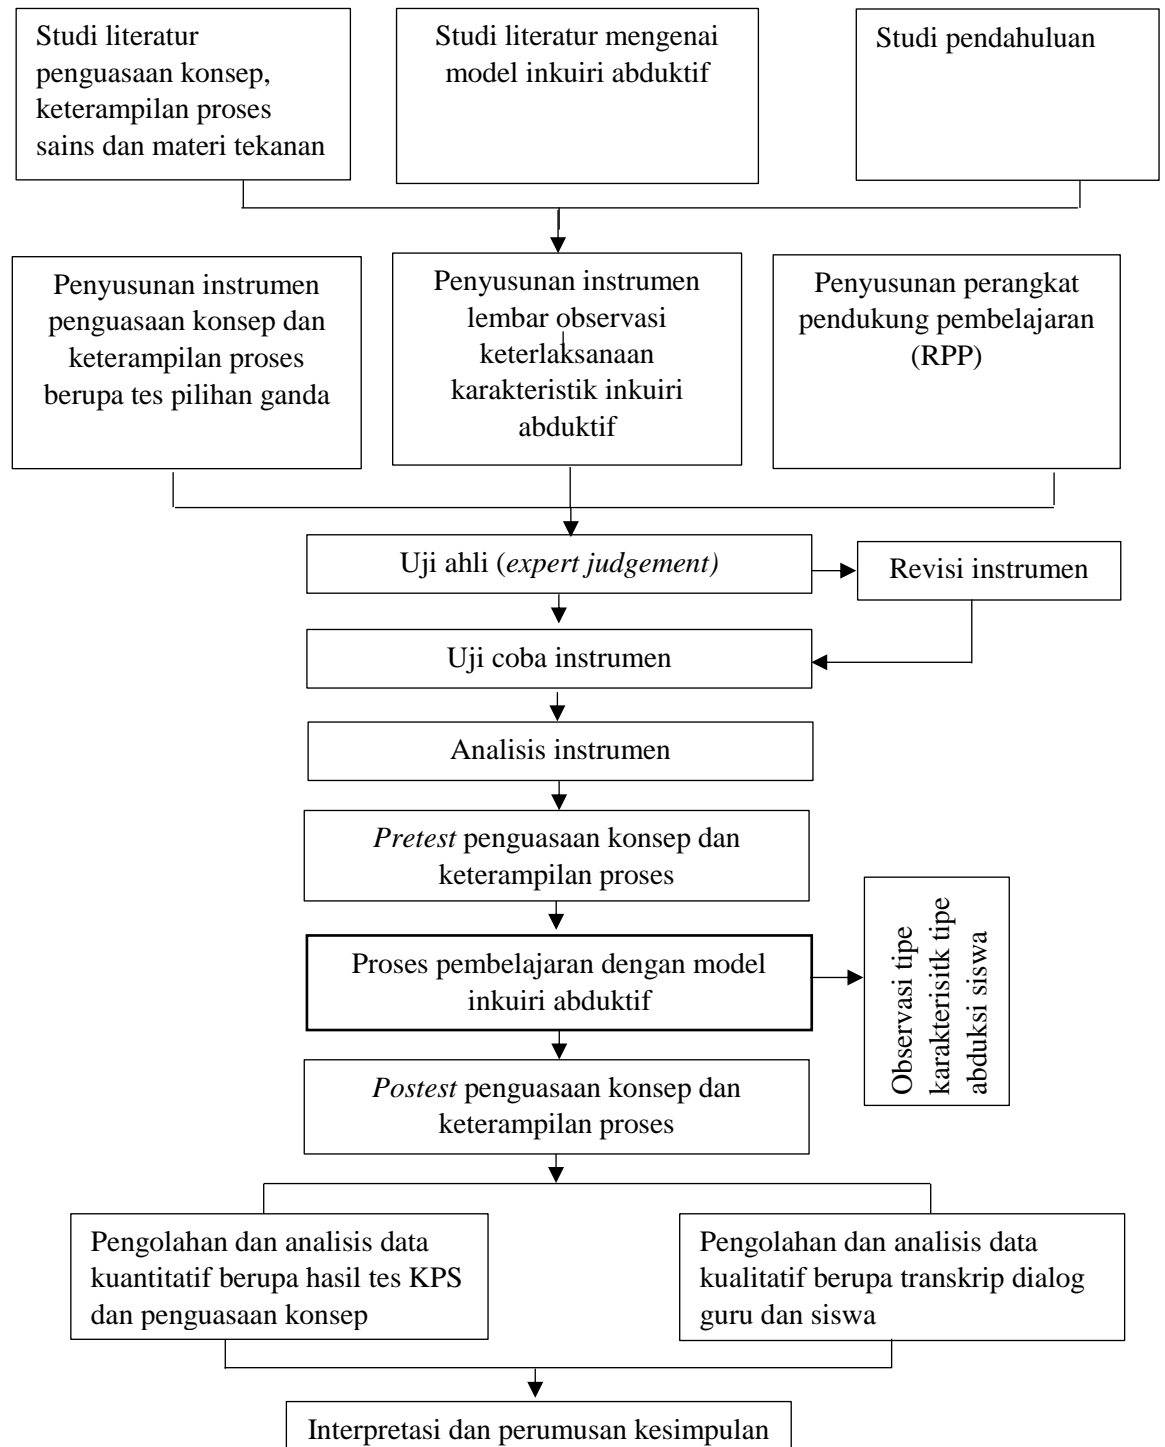 Studi literatur
penguasaan konsep,
keterampilan proses
sains dan materi tekanan
Studi literatur mengenai
model inkuiri abduktif
Studi pendahuluan
Penyusunan instrumen
penguasaan konsep dan
keterampilan proses
berupa tes pilihan ganda
Penyusunan instrumen
lembar observasi
keterlaksanaan
karakteristik inkuiri
abduktif
Penyusunan perangkat
pendukung pembelajaran
(RPP)
Uji ahli (expert judgement)
Revisi instrumen
Uji coba instrumen
Analisis instrumen
Pretest penguasaan konsep dan
keterampilan proses
Proses pembelajaran dengan model
inkuiri abduktif
Observasi tipe
karakterisitk tipe
abduksi siswa
Postest penguasaan konsep dan
keterampilan proses
Pengolahan dan analisis data
kuantitatif berupa hasil tes KPS
dan penguasaan konsep
Pengolahan dan analisis data
kualitatif berupa transkrip dialog
guru dan siswa
Interpretasi dan perumusan kesimpulan